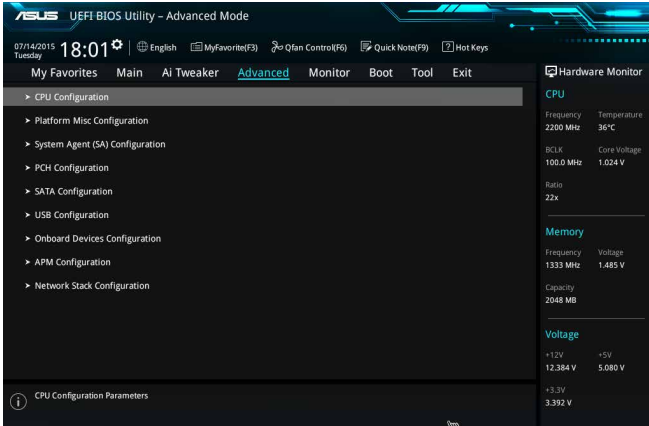 ASUS UEFI BIOS Utility – Advanced Mode
07/14/2015 Tuesday 18:01 English MyFavorite(F3) Qfan Control(F6) Quick Note(F9) ? Hot Keys
My Favorites Main Ai Tweaker Advanced Monitor Boot Tool Exit
> CPU Configuration
> Platform Misc Configuration
> System Agent (SA) Configuration
> PCH Configuration
> SATA Configuration
> USB Configuration
> Onboard Devices Configuration
> APM Configuration
> Network Stack Configuration
CPU Configuration Parameters
Hardware Monitor
CPU
Frequency Temperature
2200 MHz 36°C
BCLK Core Voltage
100.0 MHz 1.024 V
Ratio
22x
Memory
Frequency Voltage
1333 MHz 1.485 V
Capacity
2048 MB
Voltage
+12V +5V
12.384 V 5.080 V
+3.3V
3.392 V